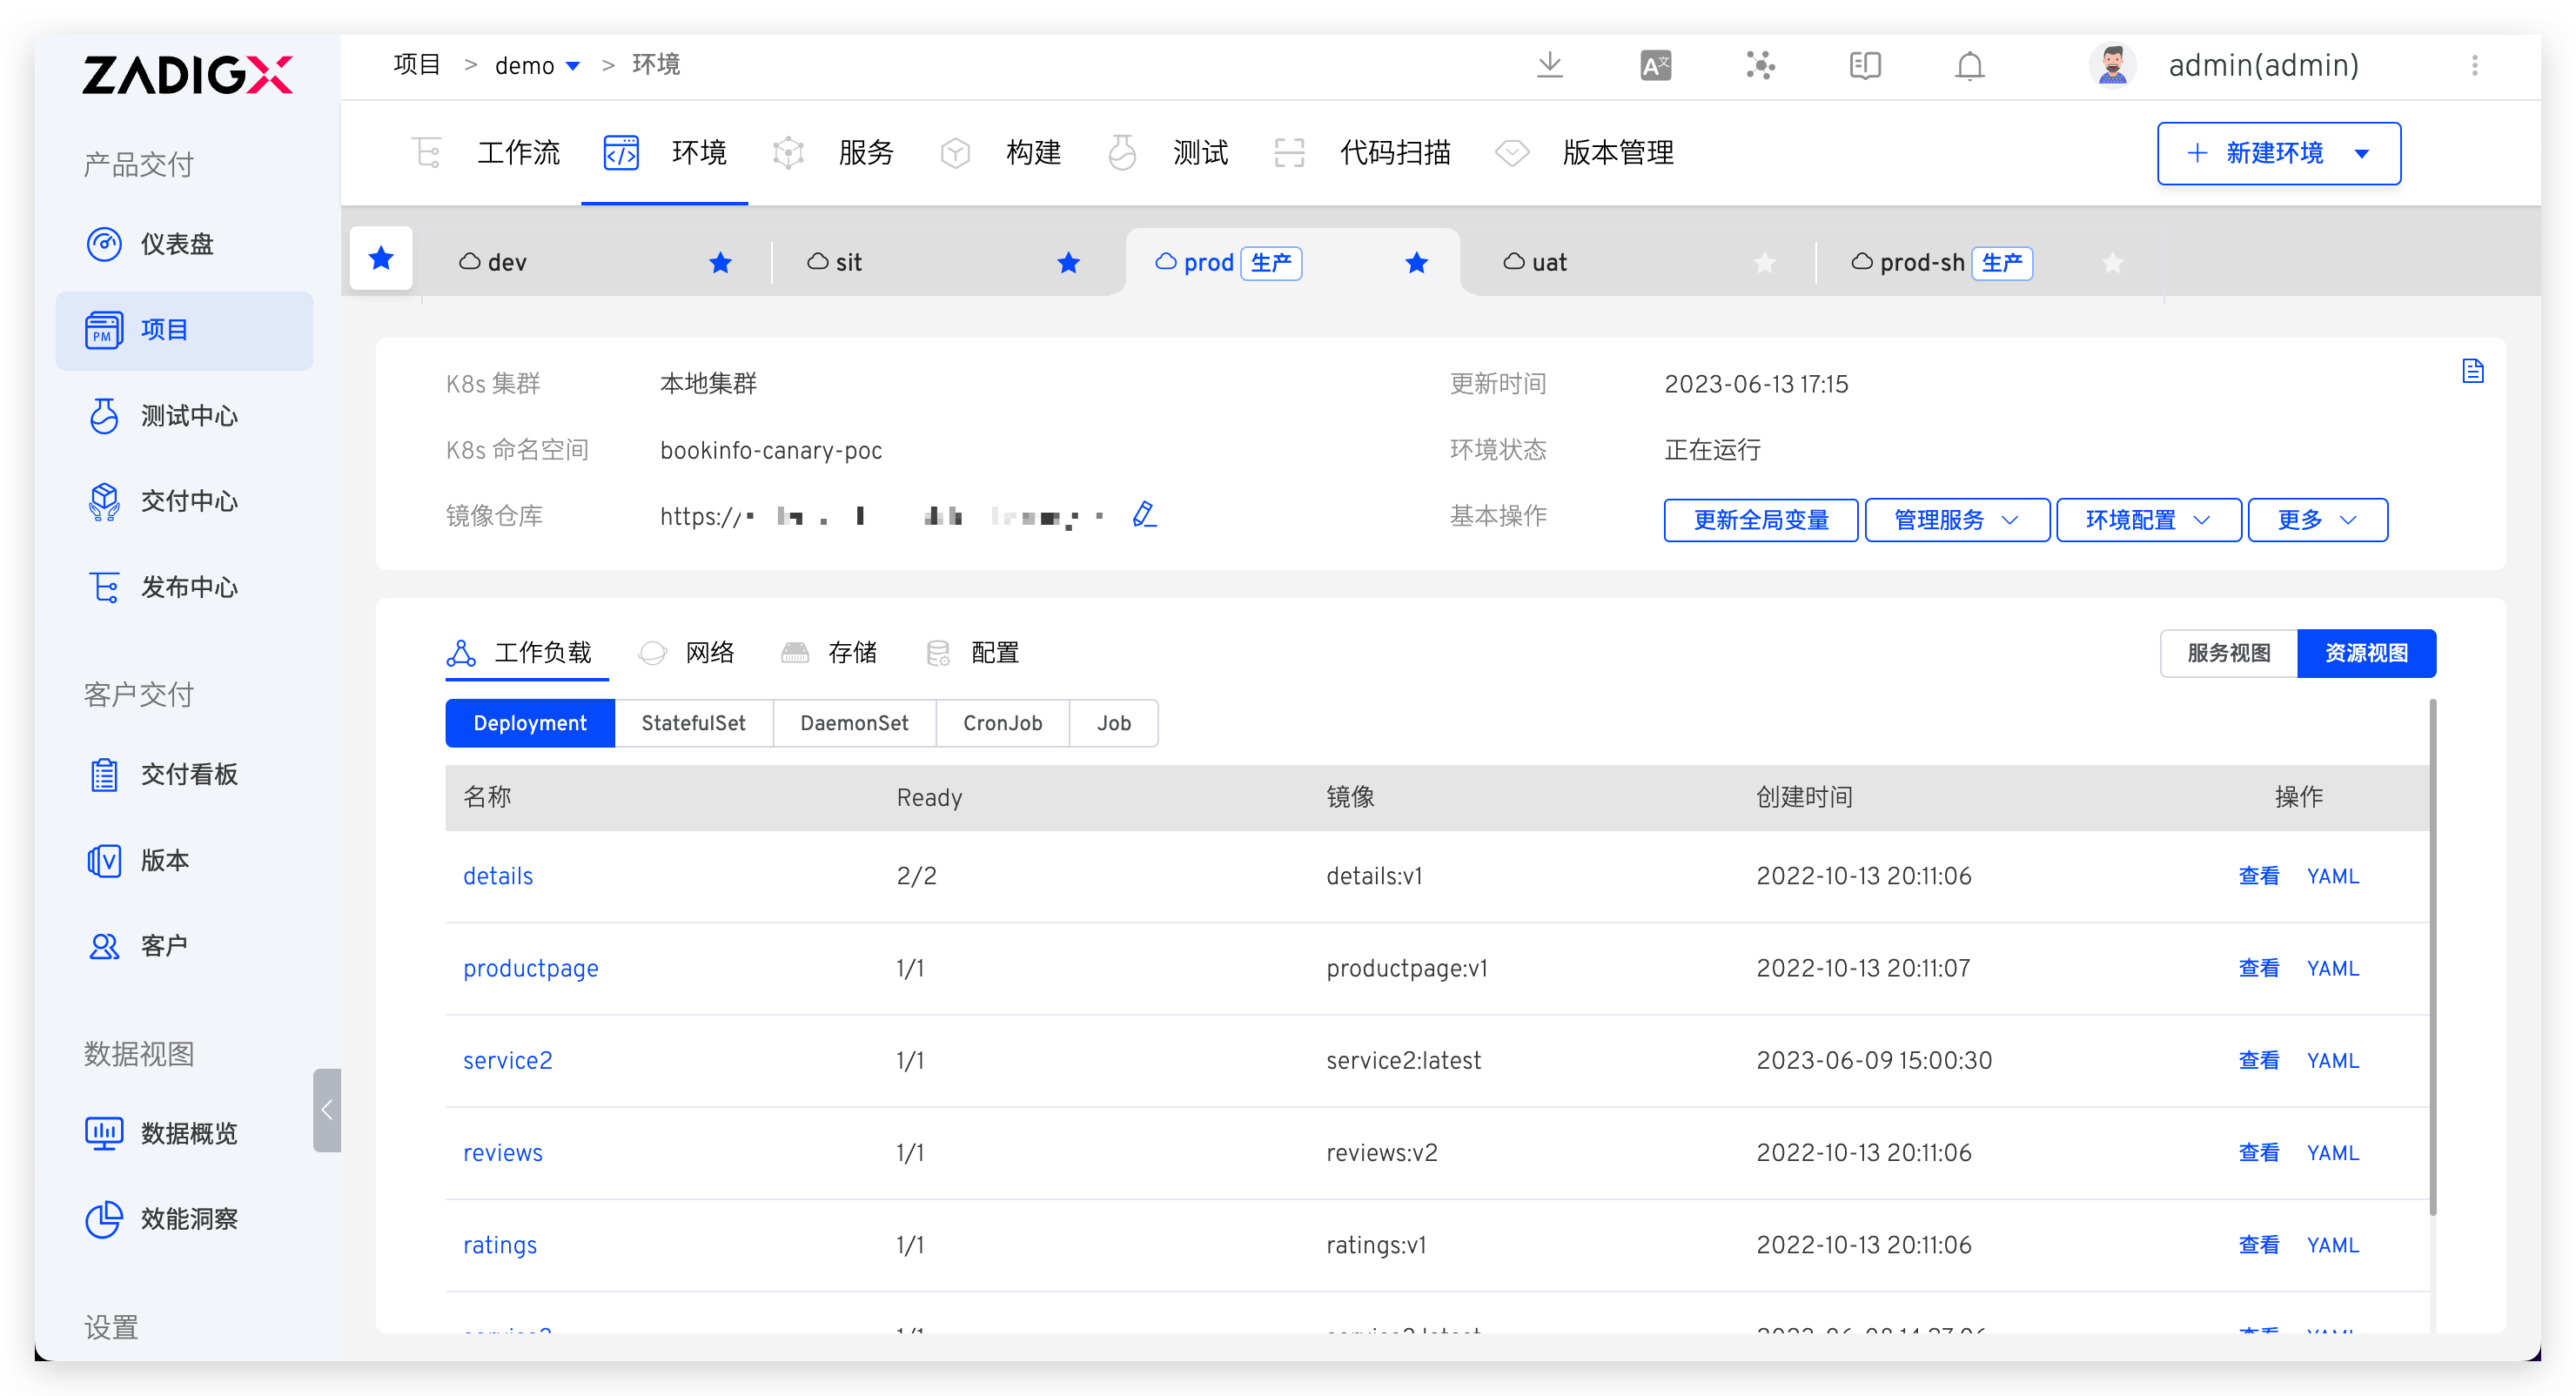 ZADIGX
产品交付
仪表盘
PM
项目
测试中心
交付中心
发布中心
客户交付
交付看板
版本
客户
数据视图
数据概览
效能洞察
设置
项目 > demo > 环境
admin(admin)
工作流 环境 服务 构建 测试 代码扫描 版本管理
+ 新建环境
dev sit prod 生产 uat prod-sh 生产
K8s 集群 本地集群 更新时间 2023-06-13 17:15
K8s 命名空间 bookinfo-canary-poc 环境状态 正在运行
镜像仓库 https:// 基本操作 更新全局变量 管理服务 环境配置 更多
工作负载 网络 存储 配置 服务视图 资源视图
Deployment StatefulSet DaemonSet CronJob Job
名称 Ready 镜像 创建时间 操作
details 2/2 details:v1 2022-10-13 20:11:06 查看 YAML
productpage 1/1 productpage:v1 2022-10-13 20:11:07 查看 YAML
service2 1/1 service2:latest 2023-06-09 15:00:30 查看 YAML
reviews 1/1 reviews:v2 2022-10-13 20:11:06 查看 YAML
ratings 1/1 ratings:v1 2022-10-13 20:11:06 查看 YAML